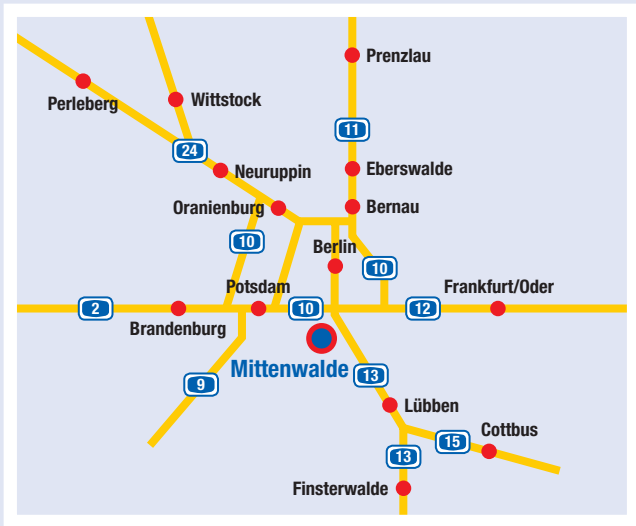 Prenzlau
Perleberg
Wittstock
11
24
Neuruppin
Eberswalde
Oranienburg
Bernau
10
Berlin
10
Potsdam
Frankfurt/Oder
2
10
12
Brandenburg
Mittenwalde
9
13
Lübben
Cottbus
15
13
Finsterwalde